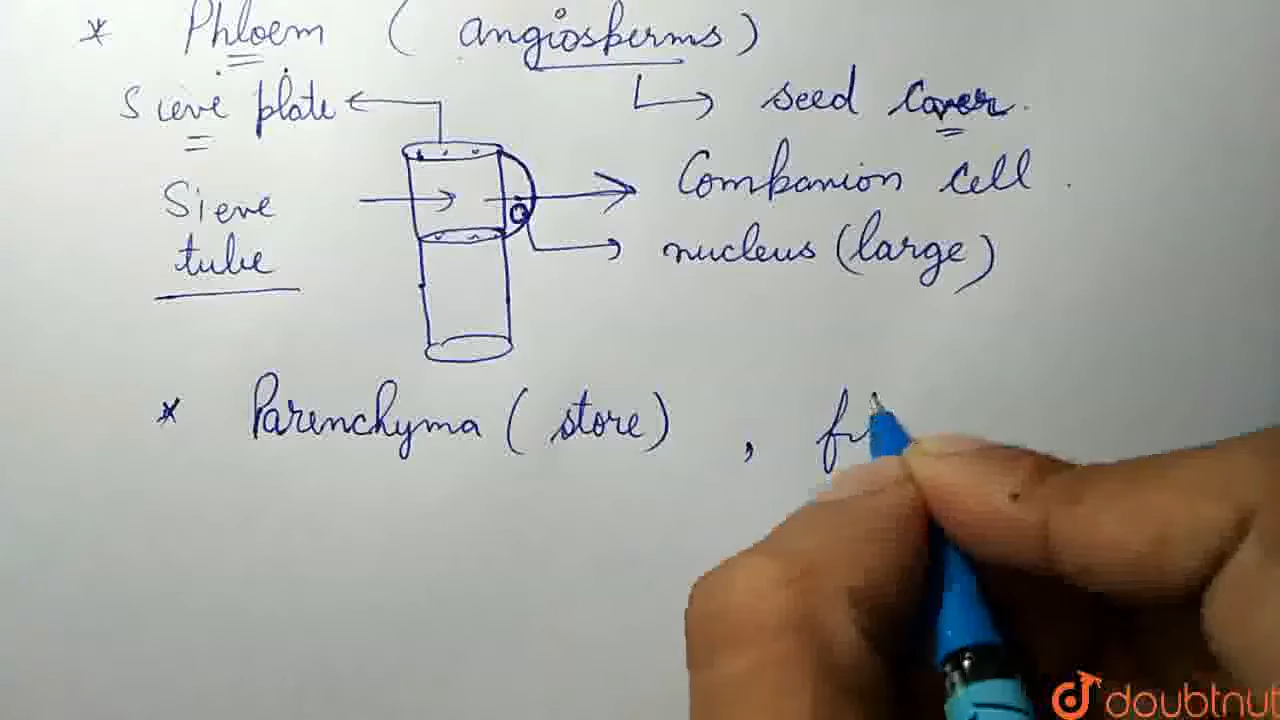 * Phloem ( angiosperms )
Sieve plate
seed cover.
Companion cell.
Sieve
tube
nucleus (large)
* Parenchyma ( store) ,
doubtnut